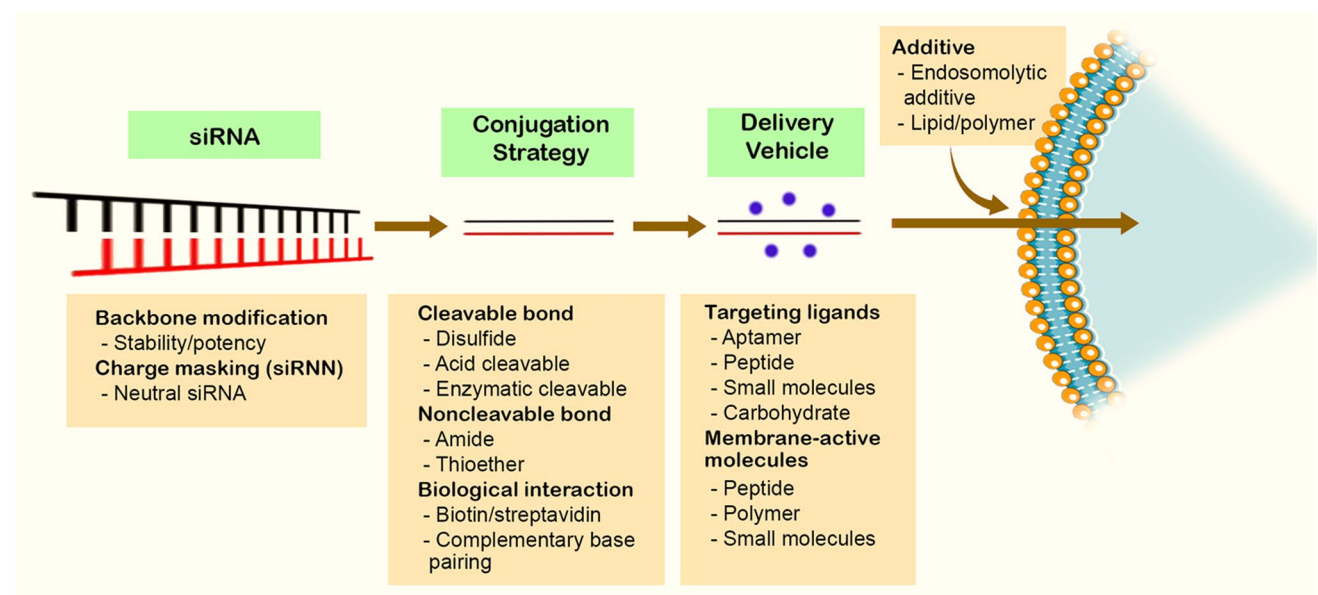 siRNA
Backbone modification
- Stability/potency
Charge masking (siRNN)
- Neutral siRNA
Conjugation
Strategy
Cleavable bond
- Disulfide
- Acid cleavable
- Enzymatic cleavable
Noncleavable bond
- Amide
- Thioether
Biological interaction
- Biotin/streptavidin
- Complementary base
pairing
Delivery
Vehicle
Targeting ligands
- Aptamer
- Peptide
- Small molecules
- Carbohydrate
Membrane-active
molecules
- Peptide
- Polymer
- Small molecules
Additive
- Endosomolytic
additive
- Lipid/polymer